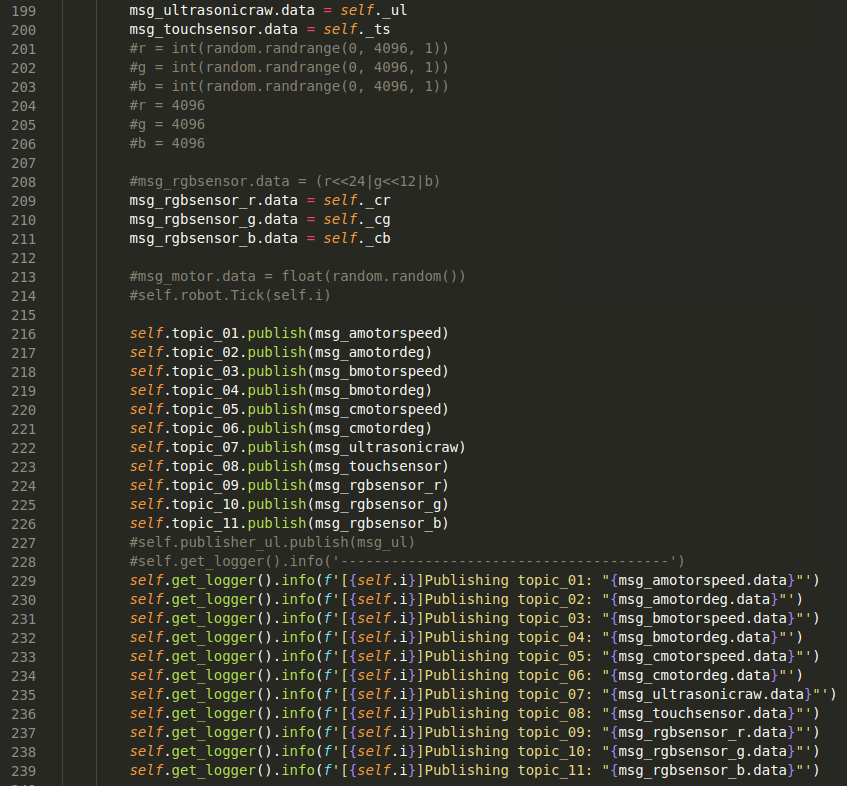 199 msg_ultrasonicraw.data = self._ul
200 msg_touchsensor.data = self._ts
201 #r = int(random.randrange(0, 4096, 1))
202 #g = int(random.randrange(0, 4096, 1))
203 #b = int(random.randrange(0, 4096, 1))
204 #r = 4096
205 #g = 4096
206 #b = 4096
207
208 #msg_rgbsensor.data = (r<<24|g<<12|b)
209 msg_rgbsensor_r.data = self._cr
210 msg_rgbsensor_g.data = self._cg
211 msg_rgbsensor_b.data = self._cb
212
213 #msg_motor.data = float(random.random())
214 #self.robot.Tick(self.i)
215
216 self.topic_01.publish(msg_amotorspeed)
217 self.topic_02.publish(msg_amotordeg)
218 self.topic_03.publish(msg_bmotorspeed)
219 self.topic_04.publish(msg_bmotordeg)
220 self.topic_05.publish(msg_cmotorspeed)
221 self.topic_06.publish(msg_cmotordeg)
222 self.topic_07.publish(msg_ultrasonicraw)
223 self.topic_08.publish(msg_touchsensor)
224 self.topic_09.publish(msg_rgbsensor_r)
225 self.topic_10.publish(msg_rgbsensor_g)
226 self.topic_11.publish(msg_rgbsensor_b)
227 #self.publisher_ul.publish(msg_ul)
228 #self.get_logger().info('---------------------------------------')
229 self.get_logger().info(f'[{self.i}]Publishing topic_01: "{msg_amotorspeed.data}"')
230 self.get_logger().info(f'[{self.i}]Publishing topic_02: "{msg_amotordeg.data}"')
231 self.get_logger().info(f'[{self.i}]Publishing topic_03: "{msg_bmotorspeed.data}"')
232 self.get_logger().info(f'[{self.i}]Publishing topic_04: "{msg_bmotordeg.data}"')
233 self.get_logger().info(f'[{self.i}]Publishing topic_05: "{msg_cmotorspeed.data}"')
234 self.get_logger().info(f'[{self.i}]Publishing topic_06: "{msg_cmotordeg.data}"')
235 self.get_logger().info(f'[{self.i}]Publishing topic_07: "{msg_ultrasonicraw.data}"')
236 self.get_logger().info(f'[{self.i}]Publishing topic_08: "{msg_touchsensor.data}"')
237 self.get_logger().info(f'[{self.i}]Publishing topic_09: "{msg_rgbsensor_r.data}"')
238 self.get_logger().info(f'[{self.i}]Publishing topic_10: "{msg_rgbsensor_g.data}"')
239 self.get_logger().info(f'[{self.i}]Publishing topic_11: "{msg_rgbsensor_b.data}"')